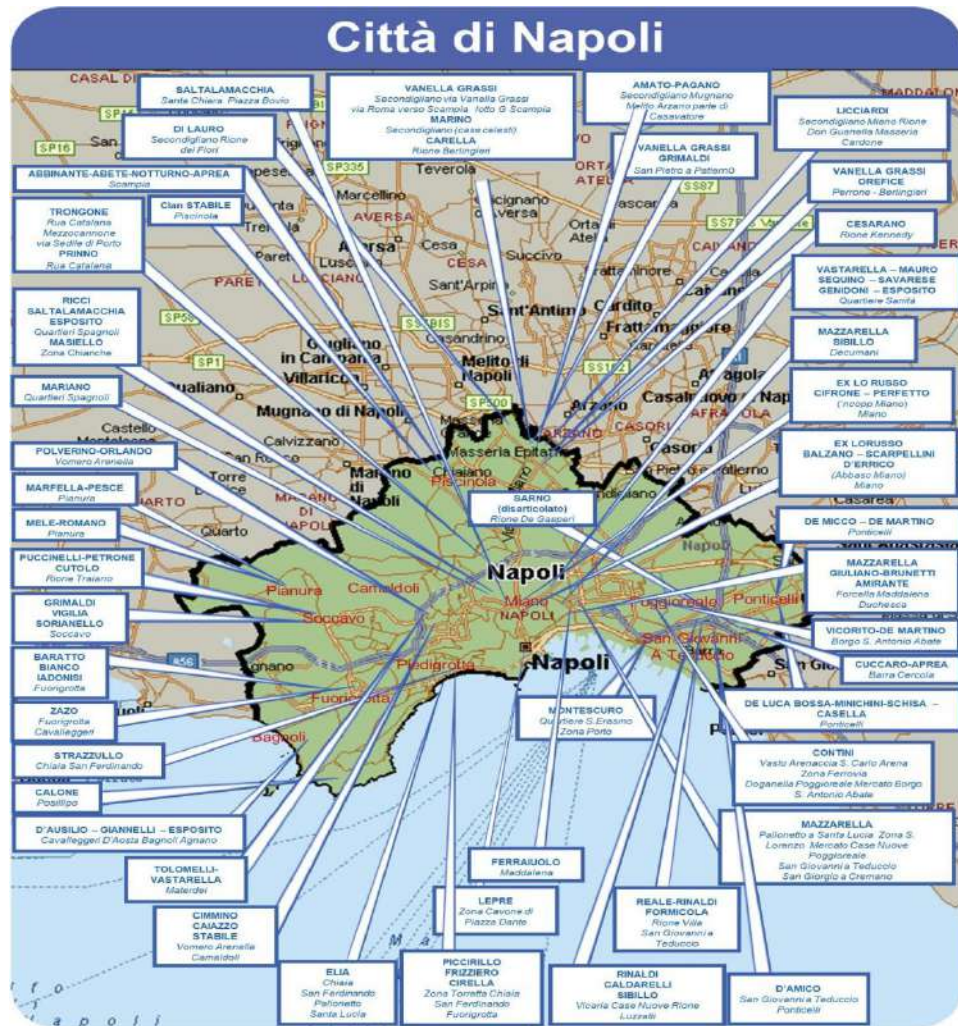 Città di Napoli
SALTALAMACCHIA
Santa Chiara Piazza Bovio
VANELLA GRASSI
Secondigliano via Vanella Grassi
via Roma verso Scampia lotto G Scampia
MARINO
Secondigliano (case celesti)
CARELLA
Rione Berlingieri
AMATO-PAGANO
Secondigliano Mugnano
Melito Arzano parte di
Casavatore
LICCIARDI
Secondigliano Miano Rione
Don Guanella Masseria
Cardone
DI LAURO
Secondigliano Rione
dei Fiori
VANELLA GRASSI
GRIMALDI
San Pietro a Patierno
VANELLA GRASSI
OREFICE
Perrone - Berlingieri
ABBINANTE-ABETE-NOTTURNO-APREA
Scampia
Clan STABILE
Piscinola
CESARANO
Rione Kennedy
TRONGONE
Rua Catalana
Mezzocannone
via Sedile di Porto
PRINNO
Rua Catalana
VASTARELLA – MAURO
SEQUINO – SAVARESE
GENIDONI – ESPOSITO
Quartiere Sanità
RICCI
SALTALAMACCHIA
ESPOSITO
Quartieri Spagnoli
MASIELLO
Zona Chianche
MAZZARELLA
SIBILLO
Decumani
MARIANO
Quartieri Spagnoli
EX LO RUSSO
CIFRONE – PERFETTO
('ncopp Miano)
Miano
POLVERINO-ORLANDO
Vomero Arenella
EX LORUSSO
BALZANO – SCARPELLINI
D'ERRICO
(Abbasc Miano)
Miano
MARFELLA-PESCE
Pianura
SARNO
(disarticolato)
Rione De Gasperi
MELE-ROMANO
Pianura
DE MICCO – DE MARTINO
Ponticelli
PUCCINELLI-PETRONE
CUTOLO
Rione Traiano
MAZZARELLA
GIULIANO-BRUNETTI
AMIRANTE
Forcella Maddalena
Duchesca
GRIMALDI
VIGILIA
SORIANELLO
Soccavo
VICORITO-DE MARTINO
Borgo S. Antonio Abate
BARATTO
BIANCO
IADONISI
Fuorigrotta
CUCCARO-APREA
Barra Cercola
ZAZO
Fuorigrotta
Cavalleggeri
MONTESCURO
Quartiere S.Erasmo
Zona Porto
DE LUCA BOSSA-MINICHINI-SCHISA –
CASELLA
Ponticelli
STRAZZULLO
Chiaia San Ferdinando
CONTINI
Vasto Arenaccia S. Carlo Arena
Zona Ferrovia
Doganella Poggioreale Mercato Borgo
S. Antonio Abate
CALONE
Posillipo
D'AUSILIO – GIANNELLI – ESPOSITO
Cavalleggeri D'Aosta Bagnoli Agnano
MAZZARELLA
Pallonetto a Santa Lucia Zona S.
Lorenzo Mercato Case Nuove
Poggioreale
San Giovanni a Teduccio
San Giorgio a Cremano
TOLOMELLI-
VASTARELLA
Materdei
FERRAIUOLO
Maddalena
CIMMINO
CAIAZZO
STABILE
Vomero Arenella
Camaldoli
LEPRE
Zona Cavone di
Piazza Dante
REALE-RINALDI
FORMICOLA
Rione Villa
San Giovanni a
Teduccio
ELIA
Chiaia
San Ferdinando
Pallonetto
Santa Lucia
PICCIRILLO
FRIZZIERO
CIRELLA
Zona Torretta Chiaia
San Ferdinando
Fuorigrotta
RINALDI
CALDARELLI
SIBILLO
Vicaria Case Nuove Rione
Luzzatti
D'AMICO
San Giovanni a Teduccio
Ponticelli
SP16
SP335
Teverola
SS87
Marcellino
AVERSA
Cesa
CESA
Succivo
Sant'Arpino
SP1
Casandrino
Sant'Antimo
Cardito
Frattamaggiore
Giugliano
in Campania
Villaricca
Melito di
Napoli
SS162
SP500
Qualiano
Mugnano di Napoli
Arzano
Calvizzano
Marano
di
Napoli
Chiaiano
Piscinola
Quarto
Napoli
Pianura
Camaldoli
Miano
NAPOLI
Poggioreale
Ponticelli
Soccavo
San Giovanni
A Teduccio
Piedigrotta
Napoli
A56
Fuorigrotta
Bagnoli